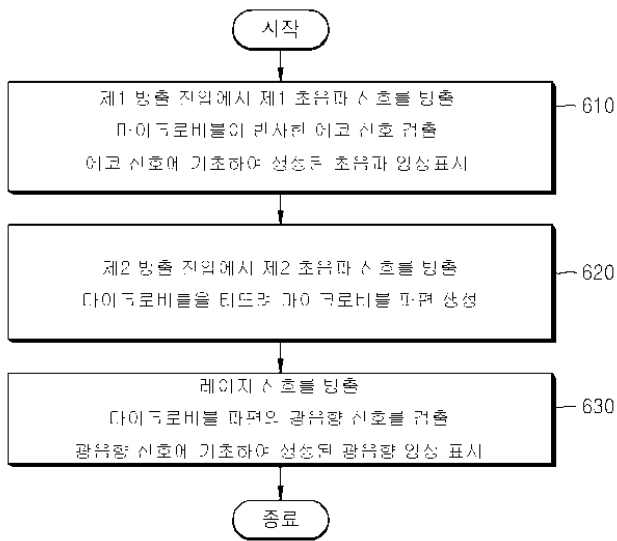 시작
제1 방출 전압에서 제1 초음파 신호를 방출
마이크로버블이 반사한 에코 신호 검출
에코 신호에 기초하여 생성된 초음파 영상표시
610
제2 방출 전압에서 제2 초음파 신호를 방출
마이크로버블을 터뜨려 마이크로버블 파편 생성
620
레이저 신호를 방출
마이크로버블 파편의 광음향 신호를 검출
광음향 신호에 기초하여 생성된 광음향 영상 표시
630
종료